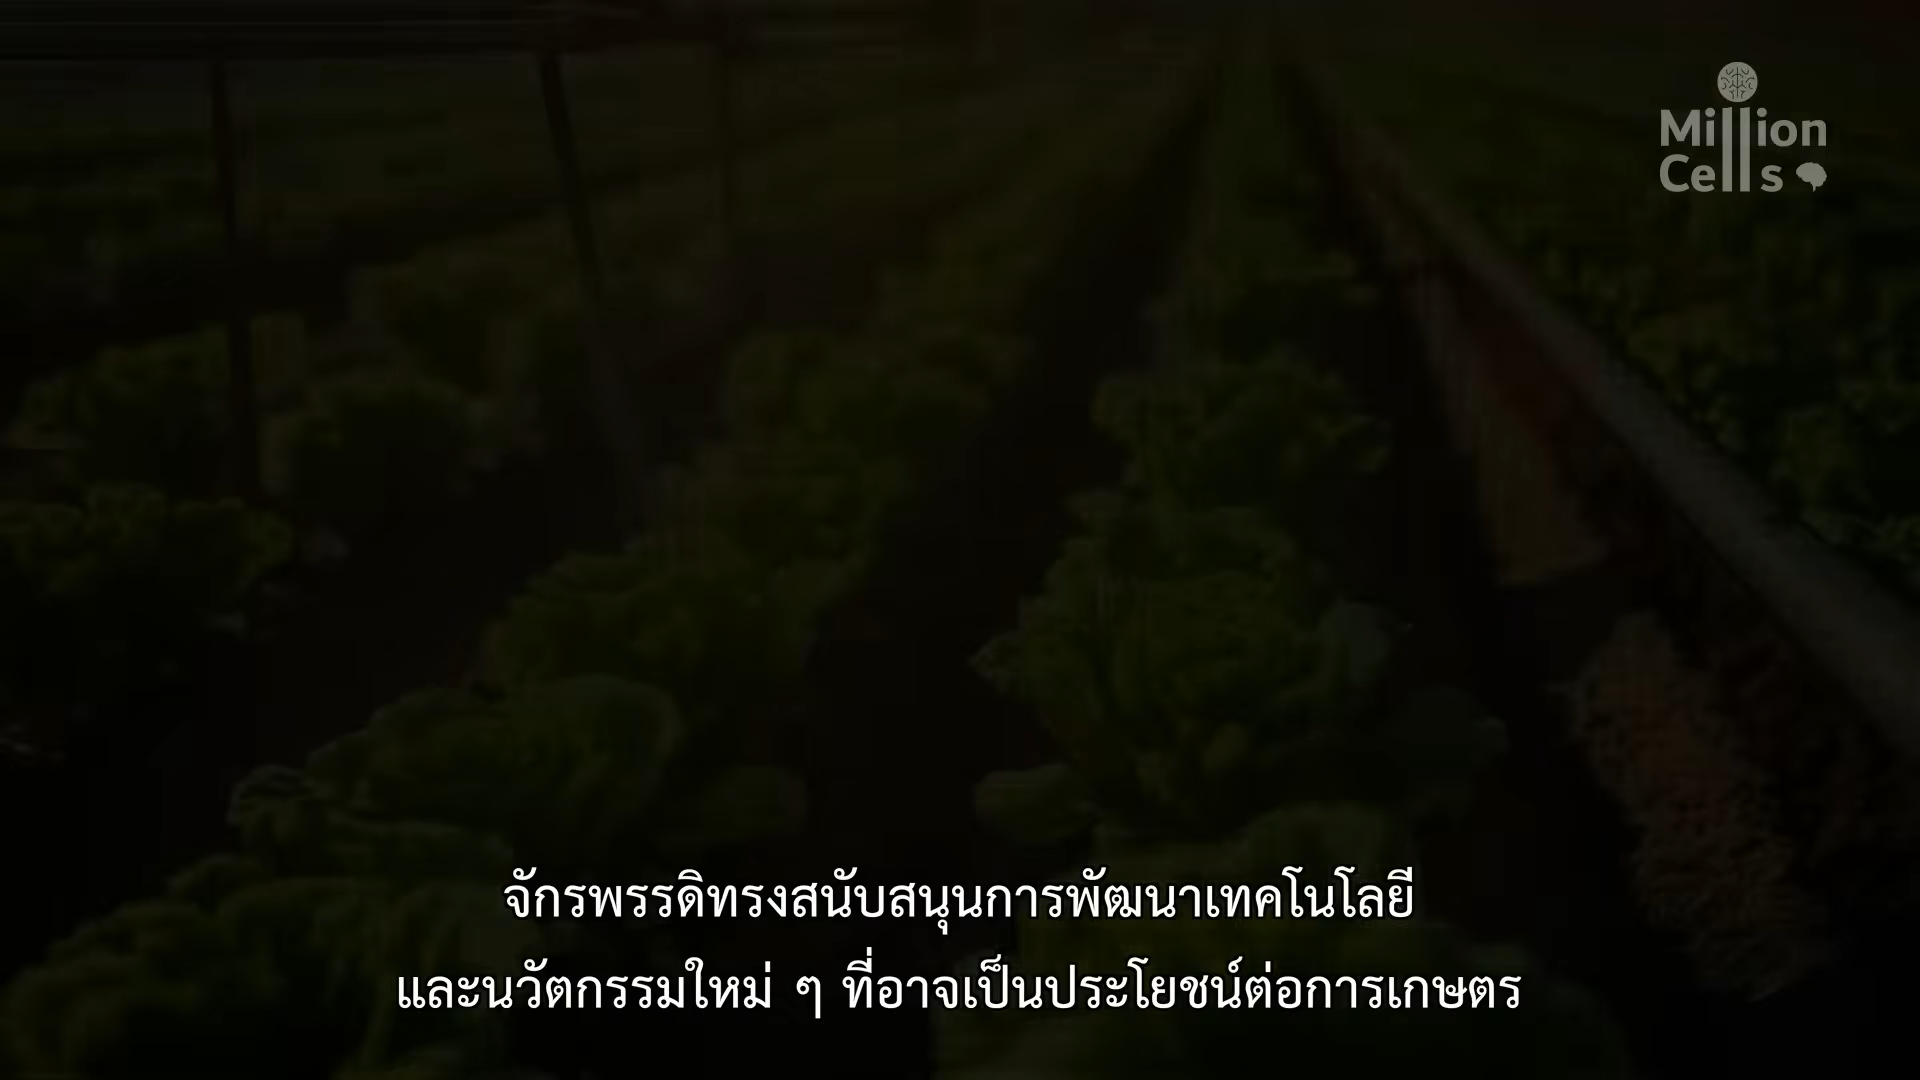 Million
Cells
จักรพรรดิทรงสนับสนุนการพัฒนาเทคโนโลยี
และนวัตกรรมใหม่ ๆ ที่อาจเป็นประโยชน์ต่อการเกษตร